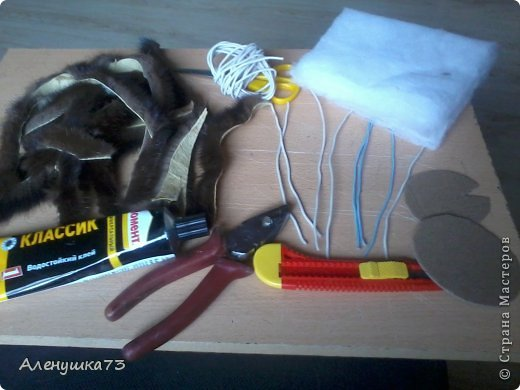 МОМЕНТ
КЛАССИК
Водостойкий клей
Аленушка73
© Страна Мастеров